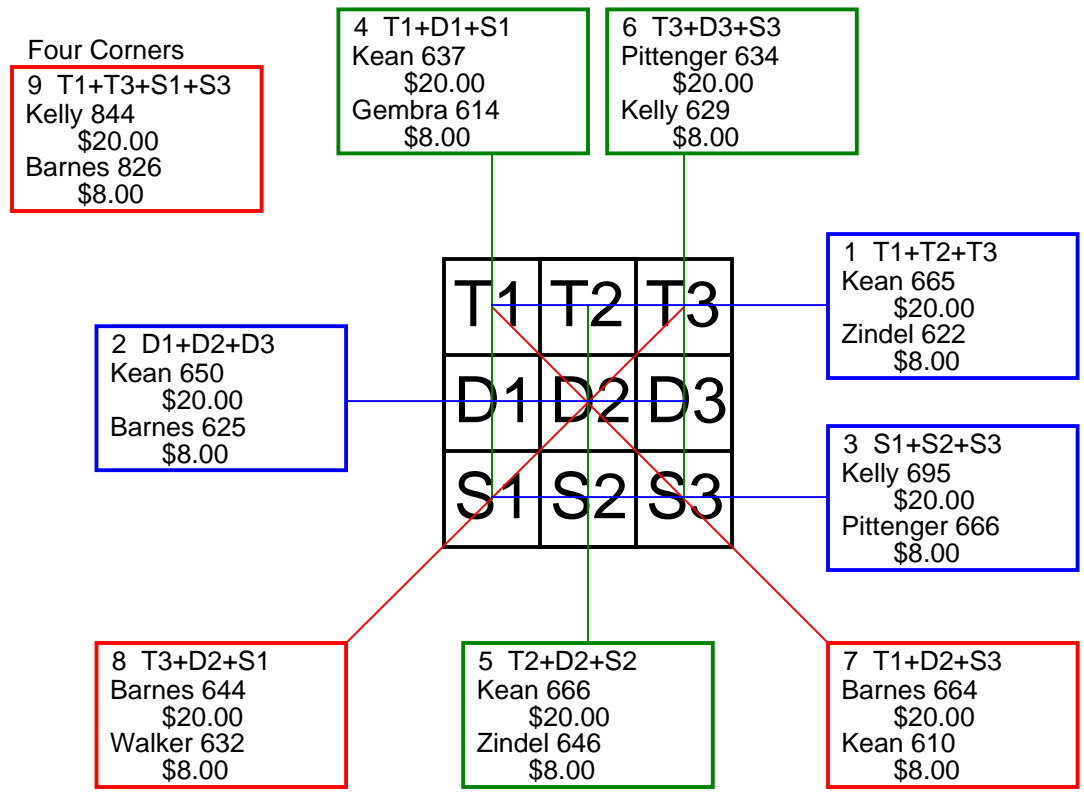 Four Corners
9 T1+T3+S1+S3
Kelly 844
$20.00
Barnes 826
$8.00
4 T1+D1+S1
Kean 637
$20.00
Gembra 614
$8.00
6 T3+D3+S3
Pittenger 634
$20.00
Kelly 629
$8.00
1 T1+T2+T3
Kean 665
$20.00
Zindel 622
$8.00
T1 T2 T3
D1 D2 D3
S1 S2 S3
2 D1+D2+D3
Kean 650
$20.00
Barnes 625
$8.00
3 S1+S2+S3
Kelly 695
$20.00
Pittenger 666
$8.00
8 T3+D2+S1
Barnes 644
$20.00
Walker 632
$8.00
5 T2+D2+S2
Kean 666
$20.00
Zindel 646
$8.00
7 T1+D2+S3
Barnes 664
$20.00
Kean 610
$8.00